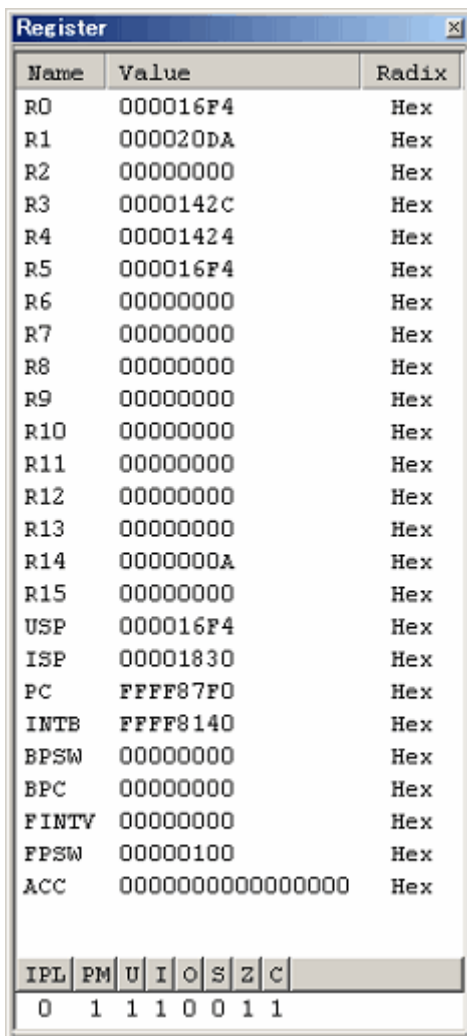 Register
Name Value Radix
R0 000016F4 Hex
R1 000020DA Hex
R2 00000000 Hex
R3 0000142C Hex
R4 00001424 Hex
R5 000016F4 Hex
R6 00000000 Hex
R7 00000000 Hex
R8 00000000 Hex
R9 00000000 Hex
R10 00000000 Hex
R11 00000000 Hex
R12 00000000 Hex
R13 00000000 Hex
R14 0000000A Hex
R15 00000000 Hex
USP 000016F4 Hex
ISP 00001830 Hex
PC FFFF87F0 Hex
INTB FFFF8140 Hex
BPSW 00000000 Hex
BPC 00000000 Hex
FINTV 00000000 Hex
FPSW 00000100 Hex
ACC 0000000000000000 Hex
IPL PM U I O S Z C
0 1 1 1 0 0 1 1